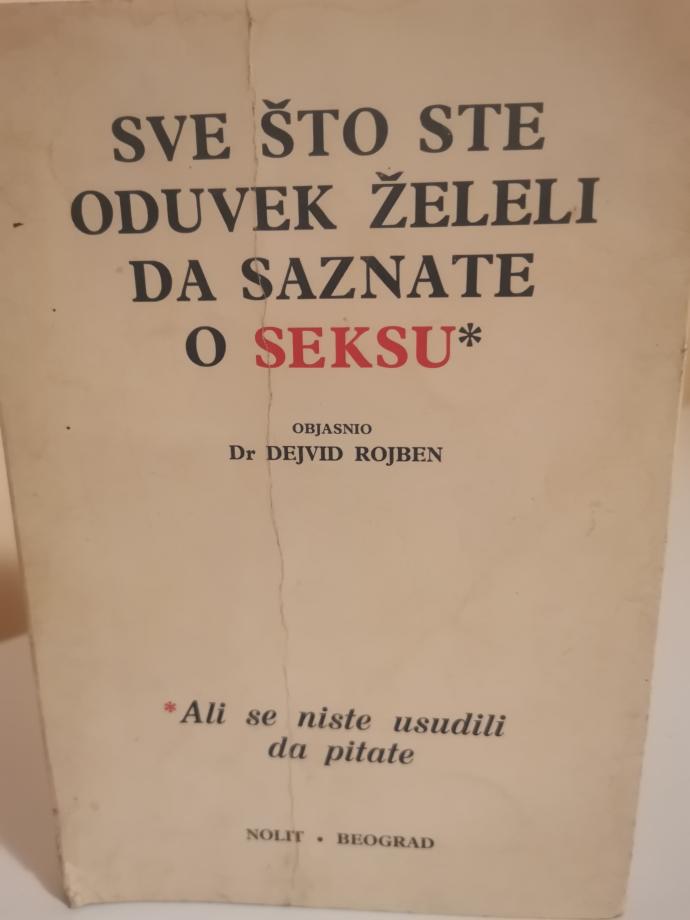 SVE ŠTO STE
ODUVEK ŽELELI
DA SAZNATE
O SEKSU*
OBJASNIO
Dr DEJVID ROJBEN
*Ali se niste usudili
da pitate
NOLIT • BEOGRAD